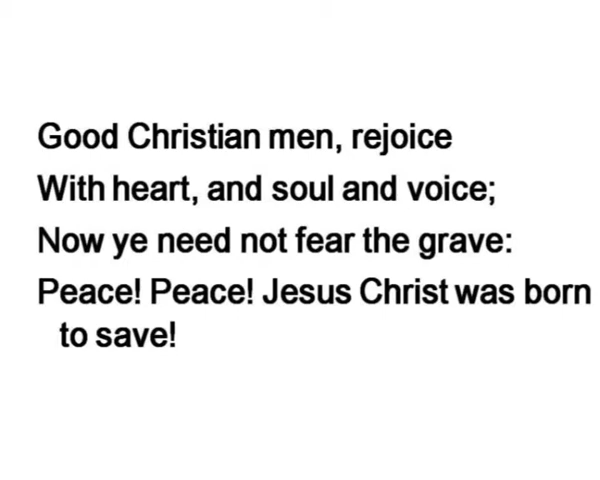 Good Christian men, rejoice
With heart, and soul and voice;
Now ye need not fear the grave:
Peace! Peace! Jesus Christ was born
to save!